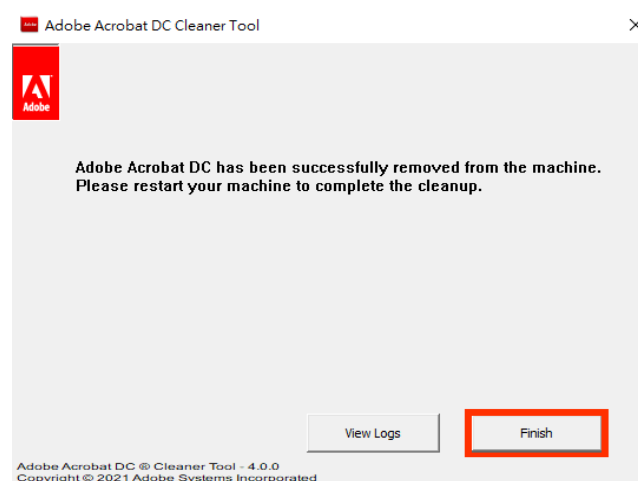 Adobe Acrobat DC Cleaner Tool
Adobe
Adobe Acrobat DC has been successfully removed from the machine.
Please restart your machine to complete the cleanup.
View Logs
Finish
Adobe Acrobat DC ® Cleaner Tool - 4.0.0
Copyright © 2021 Adobe Systems Incorporated